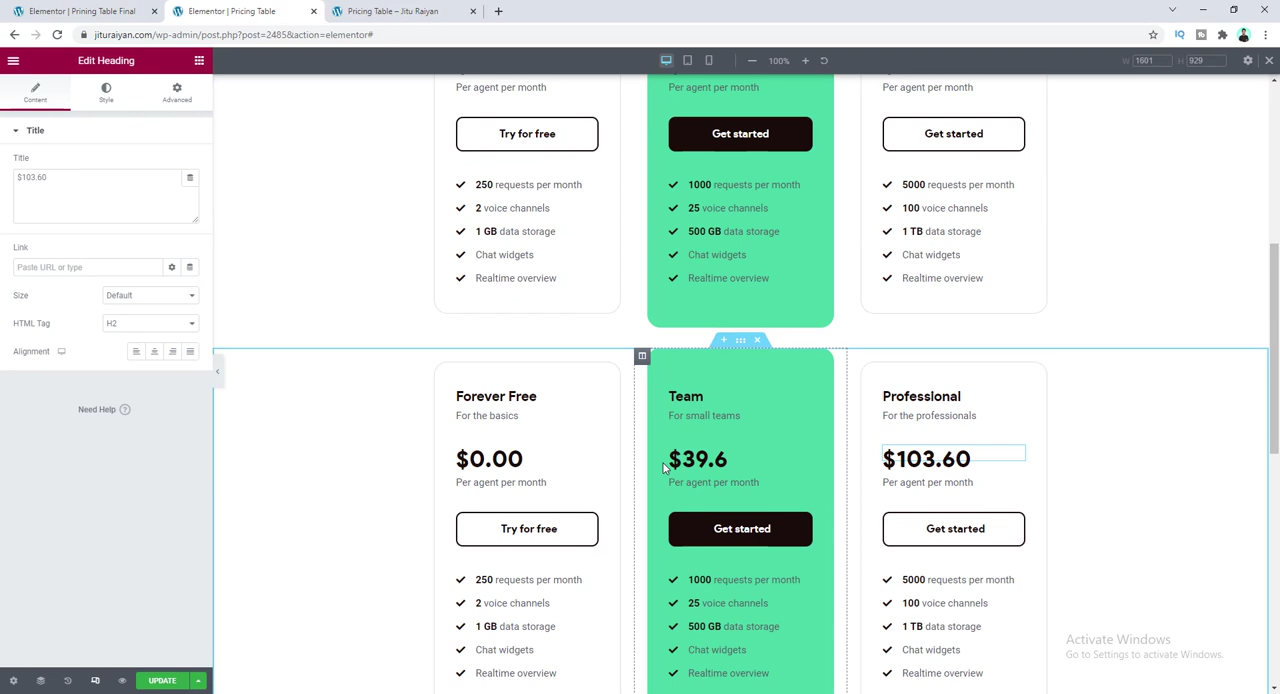 Elementor | Prining Table Final
Elementor | Pricing Table
Pricing Table – Jitu Raiyan
jituraiyan.com/wp-admin/post.php?post=2485&action=elementor#
Edit Heading
100%
W 1601 H 929
Content
Style
Advanced
Title
Title
$103.60
Link
Paste URL or type
Size
Default
HTML Tag
H2
Alignment
Need Help ?
UPDATE
Per agent per month
Try for free
250 requests per month
2 voice channels
1 GB data storage
Chat widgets
Realtime overview
Per agent per month
Get started
1000 requests per month
25 voice channels
500 GB data storage
Chat widgets
Realtime overview
Per agent per month
Get started
5000 requests per month
100 voice channels
1 TB data storage
Chat widgets
Realtime overview
Forever Free
For the basics
$0.00
Per agent per month
Try for free
250 requests per month
2 voice channels
1 GB data storage
Chat widgets
Realtime overview
Team
For small teams
$39.6
Per agent per month
Get started
1000 requests per month
25 voice channels
500 GB data storage
Chat widgets
Realtime overview
Professional
For the professionals
$103.60
Per agent per month
Get started
5000 requests per month
100 voice channels
1 TB data storage
Chat widgets
Realtime overview
Activate Windows
Go to Settings to activate Windows.